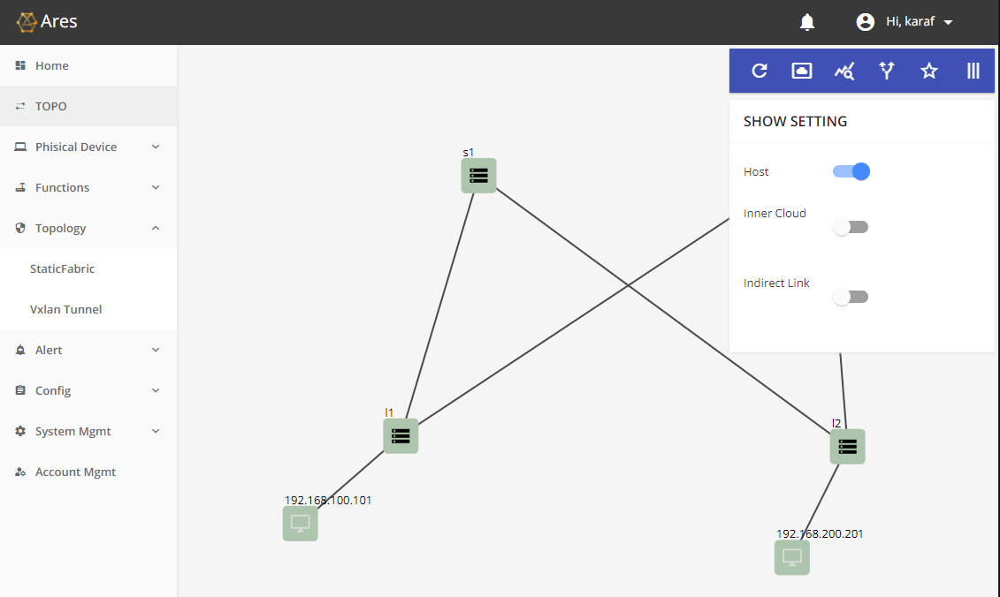 Ares
Hi, karaf
Home
TOPO
Phisical Device
Functions
Topology
StaticFabric
Vxlan Tunnel
Alert
Config
System Mgmt
Account Mgmt
SHOW SETTING
Host
Inner Cloud
Indirect Link
s1
l1
l2
192.168.100.101
192.168.200.201